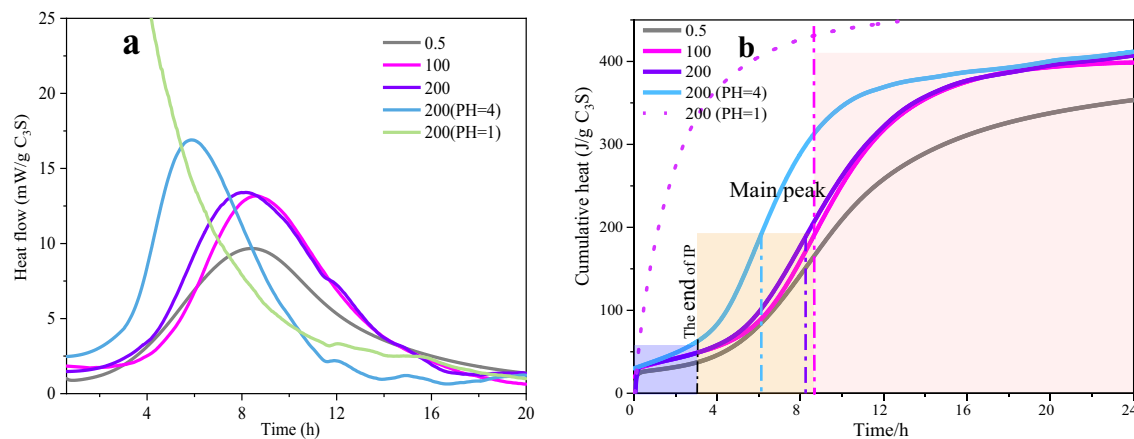 a
0.5
100
200
200(PH=4)
200(PH=1)
Heat flow (mW/g C₃S)
25
20
15
10
5
0
4
8
12
16
20
Time (h)
b
0.5
100
200
200 (PH=4)
200 (PH=1)
Main peak
The end of IP
Cumulative heat (J/g C₃S)
400
300
200
100
0
0
4
8
12
16
20
24
Time/h